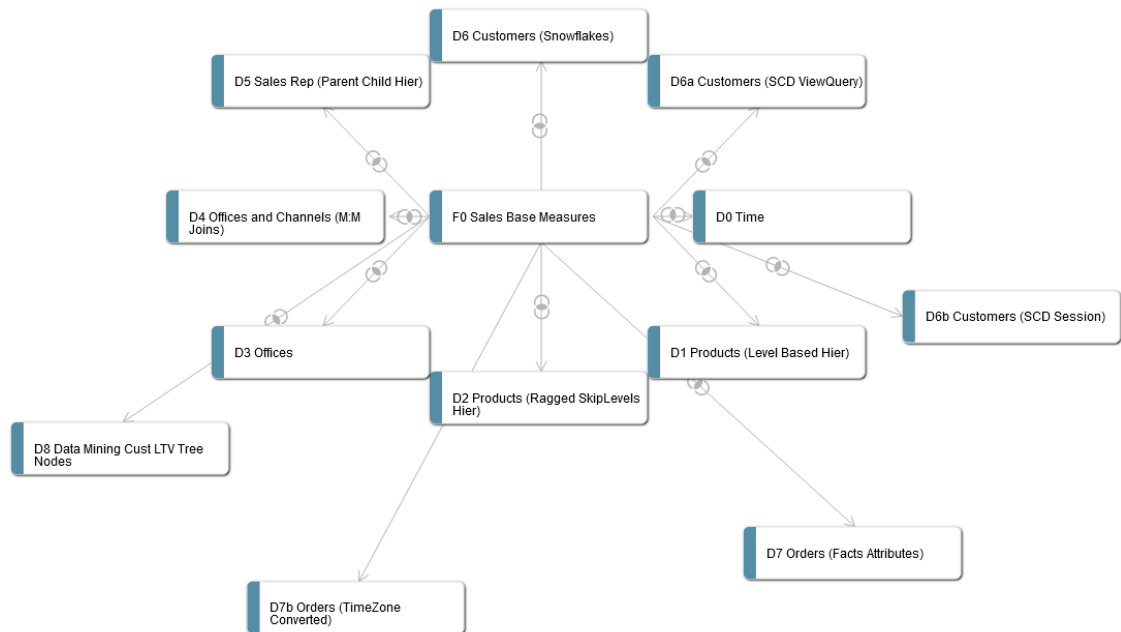 D6 Customers (Snowflakes)
D5 Sales Rep (Parent Child Hier)
D6a Customers (SCD ViewQuery)
D4 Offices and Channels (M:M
Joins)
F0 Sales Base Measures
D0 Time
D6b Customers (SCD Session)
D3 Offices
D1 Products (Level Based Hier)
D2 Products (Ragged SkipLevels
Hier)
D8 Data Mining Cust LTV Tree
Nodes
D7 Orders (Facts Attributes)
D7b Orders (TimeZone
Converted)